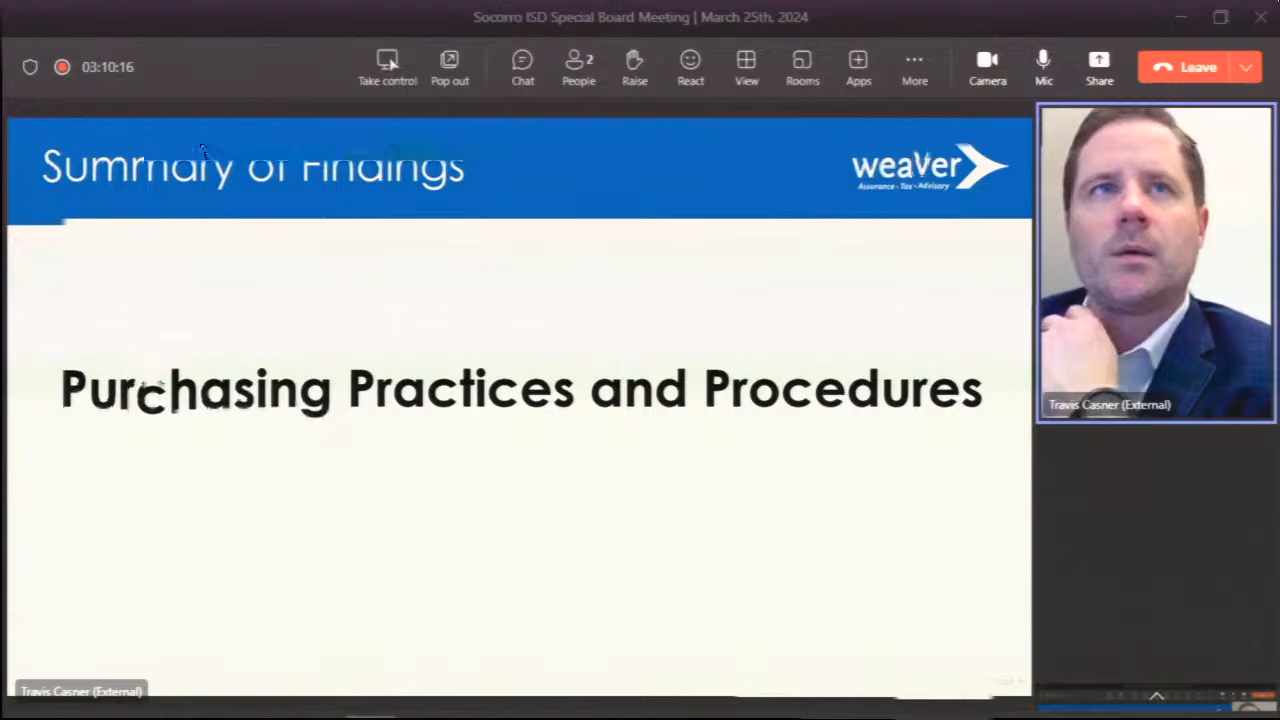 Socorro ISD Special Board Meeting | March 25th, 2024
03:10:16
Take control
Pop out
Chat
2
People
Raise
React
View
Rooms
Apps
More
Camera
Mic
Share
Leave
Summary of Findings
weaver
Assurance • Tax • Advisory
Purchasing Practices and Procedures
Travis Casner (External)
Travis Casner (External)